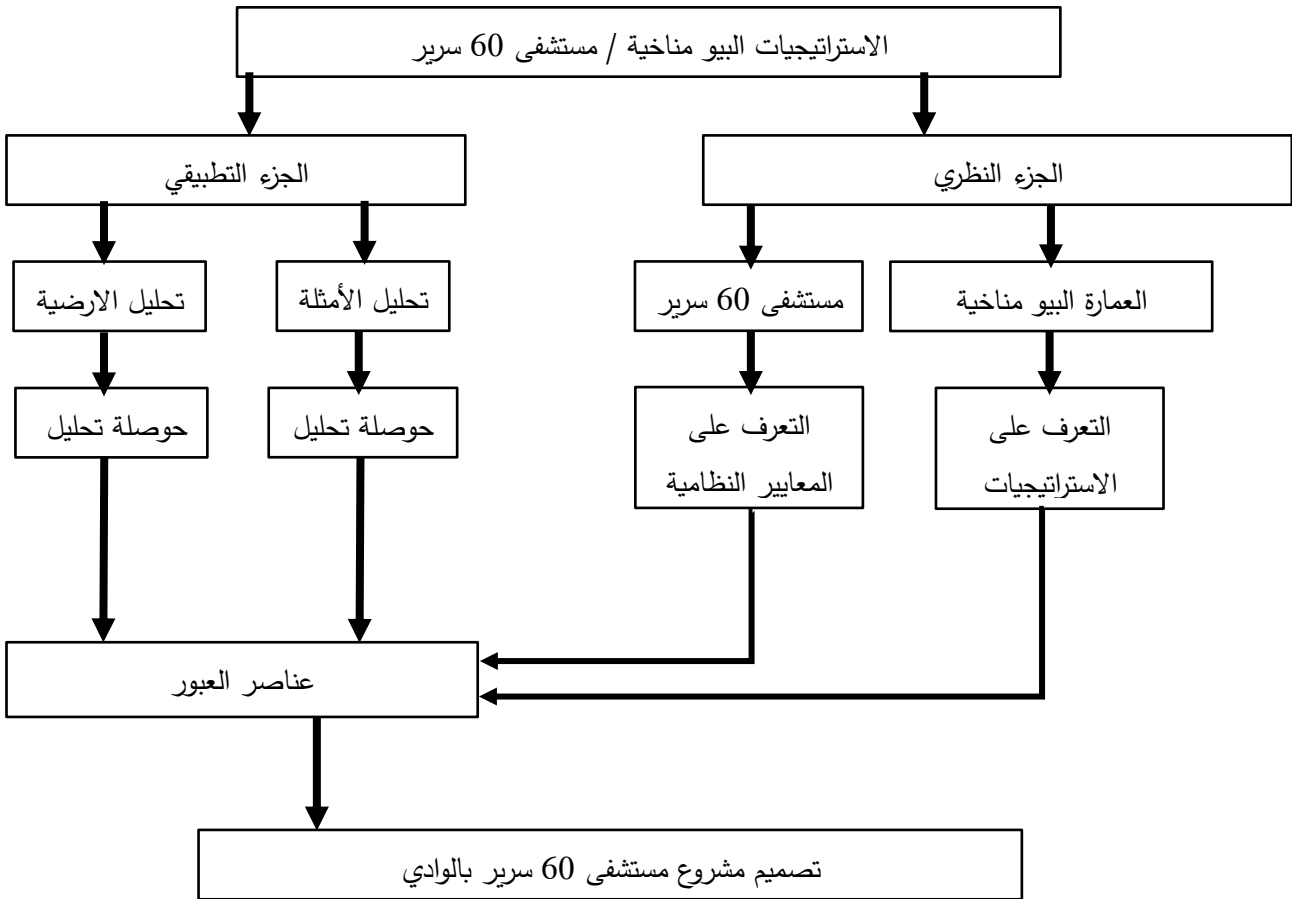 الاستراتيجيات البيو مناخية / مستشفى 60 سرير
الجزء النظري
الجزء التطبيقي
العمارة البيو مناخية
مستشفى 60 سرير
تحليل الأمثلة
تحليل الارضية
التعرف على
الاستراتيجيات
التعرف على
المعايير النظامية
حوصلة تحليل
حوصلة تحليل
عناصر العبور
تصميم مشروع مستشفى 60 سرير بالوادي